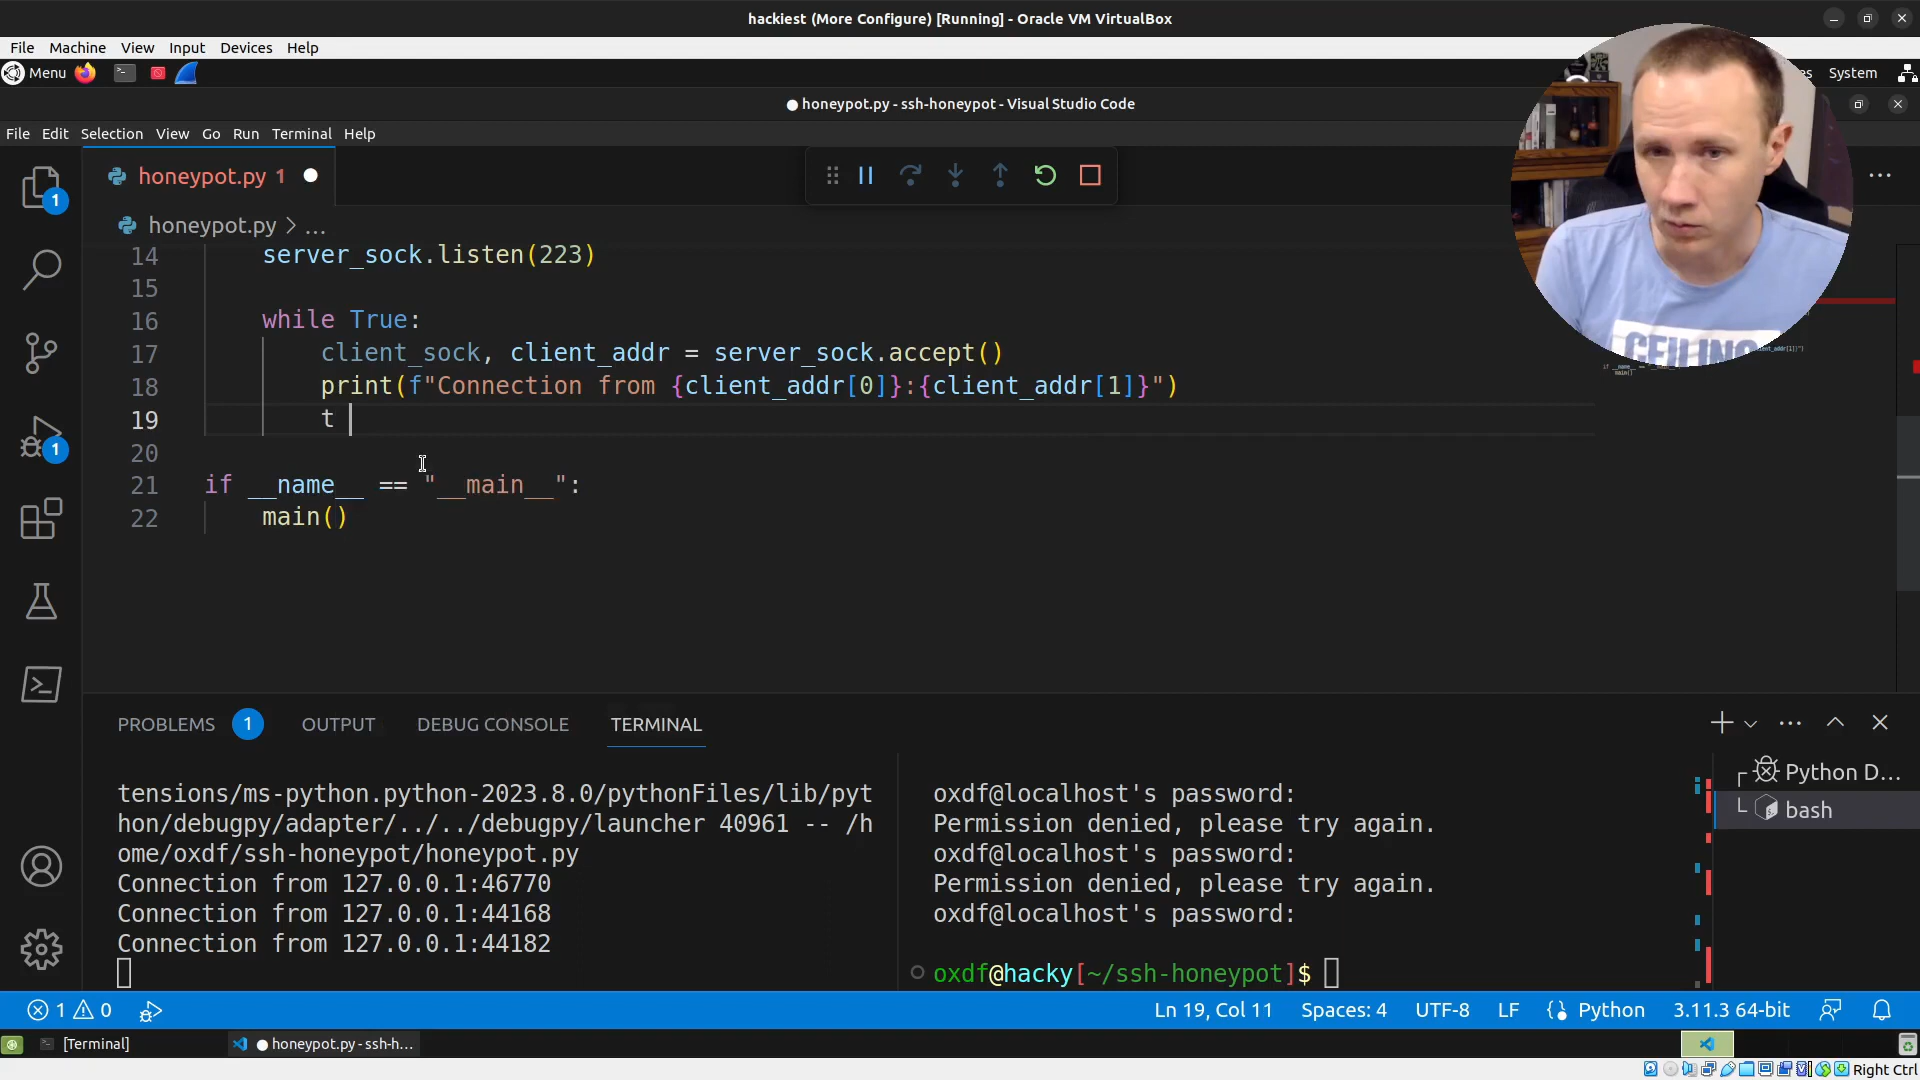 hackiest (More Configure) [Running] - Oracle VM VirtualBox
File Machine View Input Devices Help
Menu
System
● honeypot.py - ssh-honeypot - Visual Studio Code
File Edit Selection View Go Run Terminal Help
honeypot.py 1
honeypot.py > ...
14 server_sock.listen(223)
15
16 while True:
17 client_sock, client_addr = server_sock.accept()
18 print(f"Connection from {client_addr[0]}:{client_addr[1]}")
19 t
20
21 if __name__ == "__main__":
22 main()
1
1
PROBLEMS 1 OUTPUT DEBUG CONSOLE TERMINAL
tensions/ms-python.python-2023.8.0/pythonFiles/lib/pyt
hon/debugpy/adapter/../../debugpy/launcher 40961 -- /h
ome/oxdf/ssh-honeypot/honeypot.py
Connection from 127.0.0.1:46770
Connection from 127.0.0.1:44168
Connection from 127.0.0.1:44182
oxdf@localhost's password:
Permission denied, please try again.
oxdf@localhost's password:
Permission denied, please try again.
oxdf@localhost's password:
oxdf@hacky[~/ssh-honeypot]$
Python D...
bash
1 0
Ln 19, Col 11 Spaces: 4 UTF-8 LF Python 3.11.3 64-bit
[Terminal] ● honeypot.py - ssh-h...
Right Ctrl